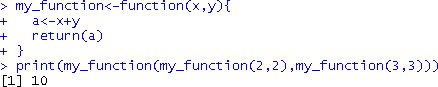 > my_function<-function(x,y){
+   a<-x+y
+   return(a)
+ }
> print(my_function(my_function(2,2),my_function(3,3)))
[1] 10